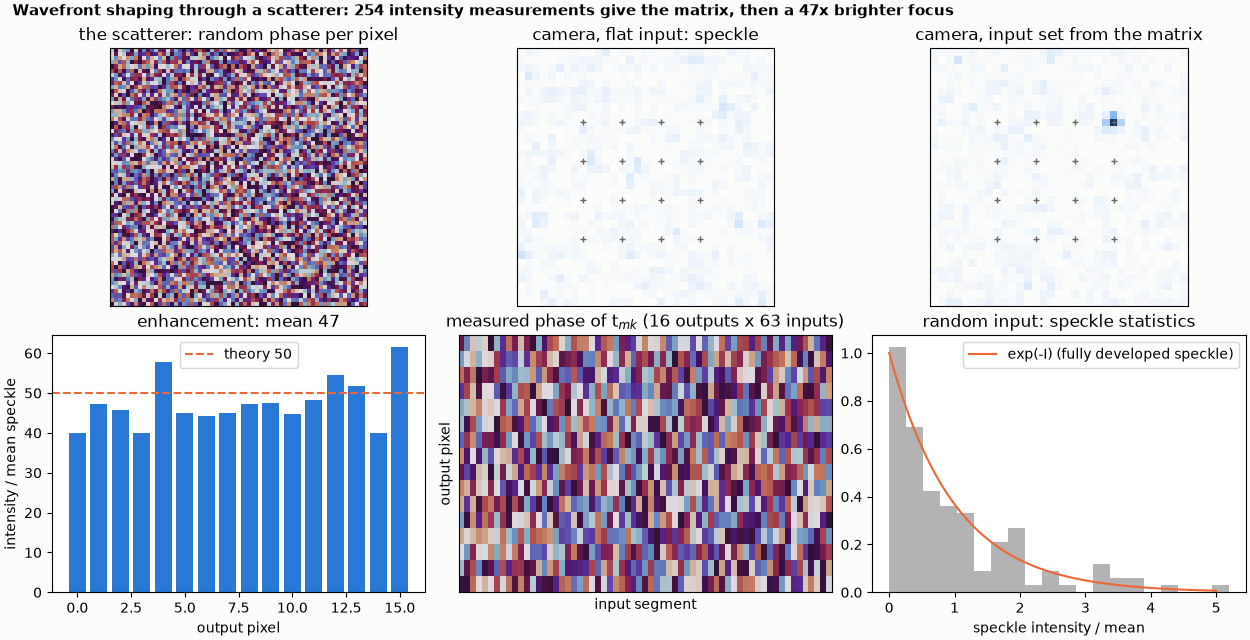 Wavefront shaping through a scatterer: 254 intensity measurements give the matrix, then a 47x brighter focus
the scatterer: random phase per pixel
camera, flat input: speckle
camera, input set from the matrix
enhancement: mean 47
intensity / mean speckle
60
50
40
30
20
10
0
theory 50
0.0 2.5 5.0 7.5 10.0 12.5 15.0
output pixel
measured phase of t_mk (16 outputs x 63 inputs)
output pixel
input segment
random input: speckle statistics
1.0
0.8
0.6
0.4
0.2
0.0
exp(-I) (fully developed speckle)
0 1 2 3 4 5
speckle intensity / mean